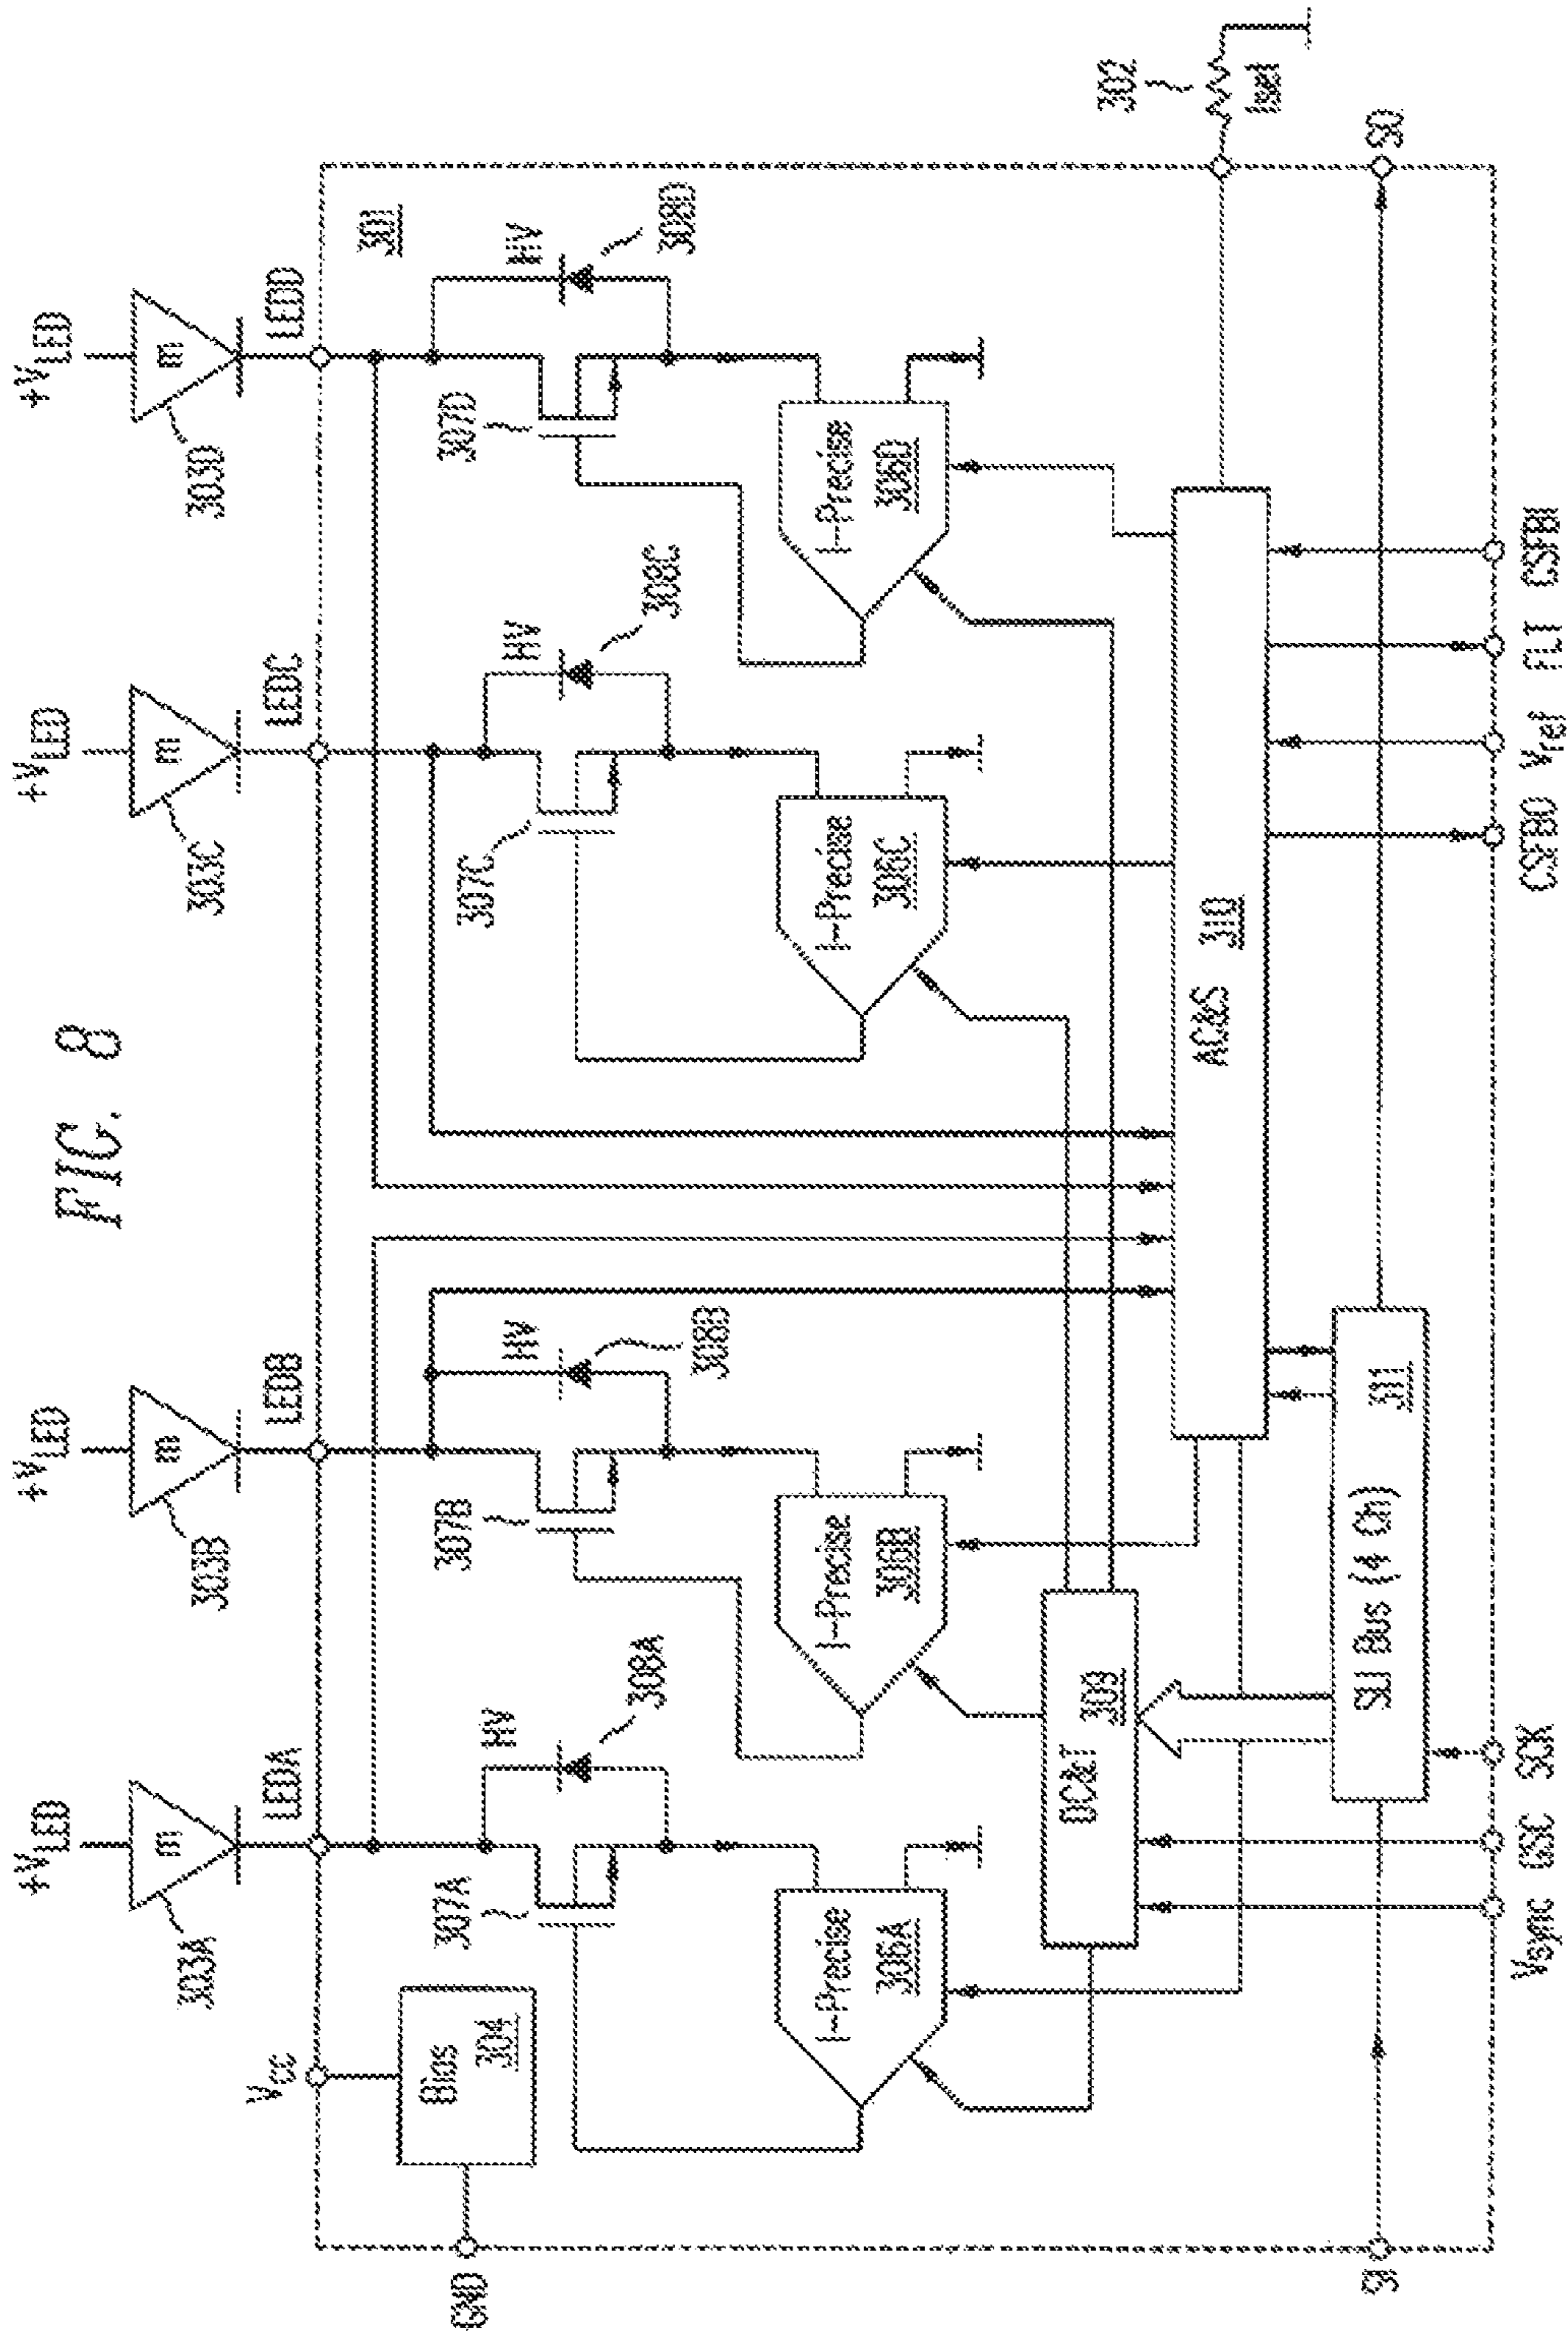 FIG. 8
+VLED
+VLED
+VLED
+VLED
m
m
m
m
303A
303B
303C
303D
VCC
LEDA
LEDB
LEDC
LEDD
301
GND
Bias
304
307A
HV
308A
307B
HV
308B
307C
HV
308C
307D
HV
308D
I-Precise
306A
I-Precise
306B
I-Precise
306C
I-Precise
306D
DC&T
309
AC&S
310
302
Iset
SLI Bus (4 Ch)
311
SI
SO
Vsync
GSC
SCK
CSFBO
Vref
FLT
CSFBI